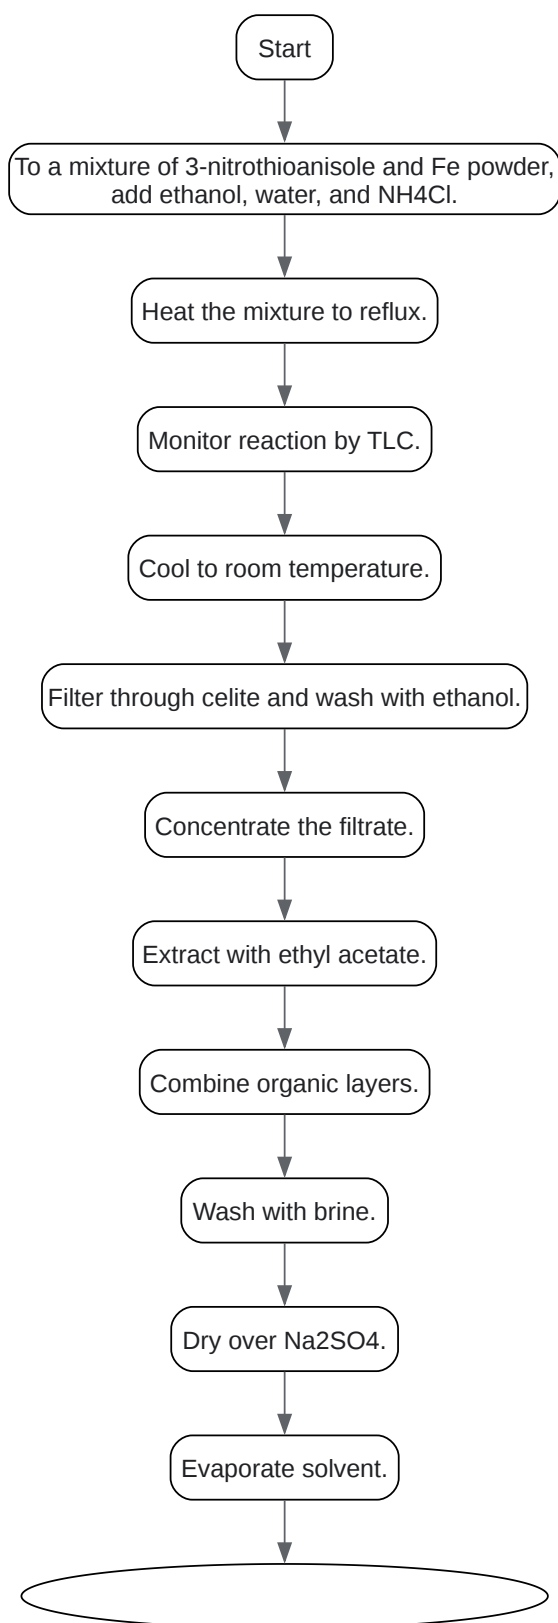 Start
To a mixture of 3-nitrothioanisole and Fe powder,
add ethanol, water, and NH4Cl.
Heat the mixture to reflux.
Monitor reaction by TLC.
Cool to room temperature.
Filter through celite and wash with ethanol.
Concentrate the filtrate.
Extract with ethyl acetate.
Combine organic layers.
Wash with brine.
Dry over Na2SO4.
Evaporate solvent.